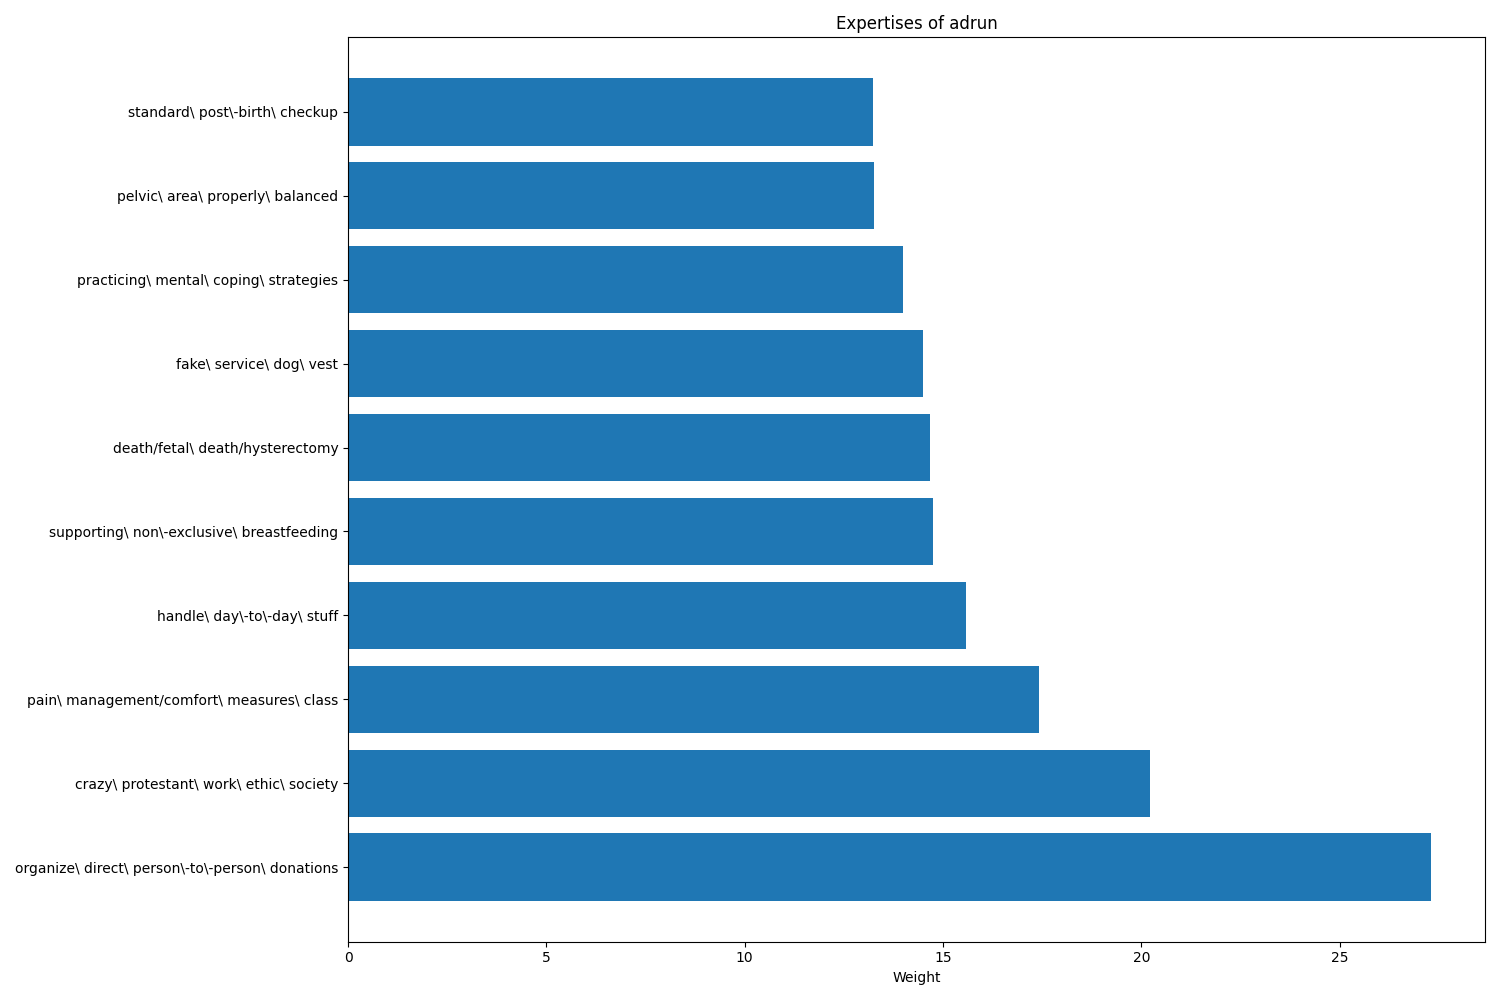 Expertises of adrun
standard\ post\-birth\ checkup
pelvic\ area\ properly\ balanced
practicing\ mental\ coping\ strategies
fake\ service\ dog\ vest
death/fetal\ death/hysterectomy
supporting\ non\-exclusive\ breastfeeding
handle\ day\-to\-day\ stuff
pain\ management/comfort\ measures\ class
crazy\ protestant\ work\ ethic\ society
organize\ direct\ person\-to\-person\ donations
0 5 10 15 20 25
Weight